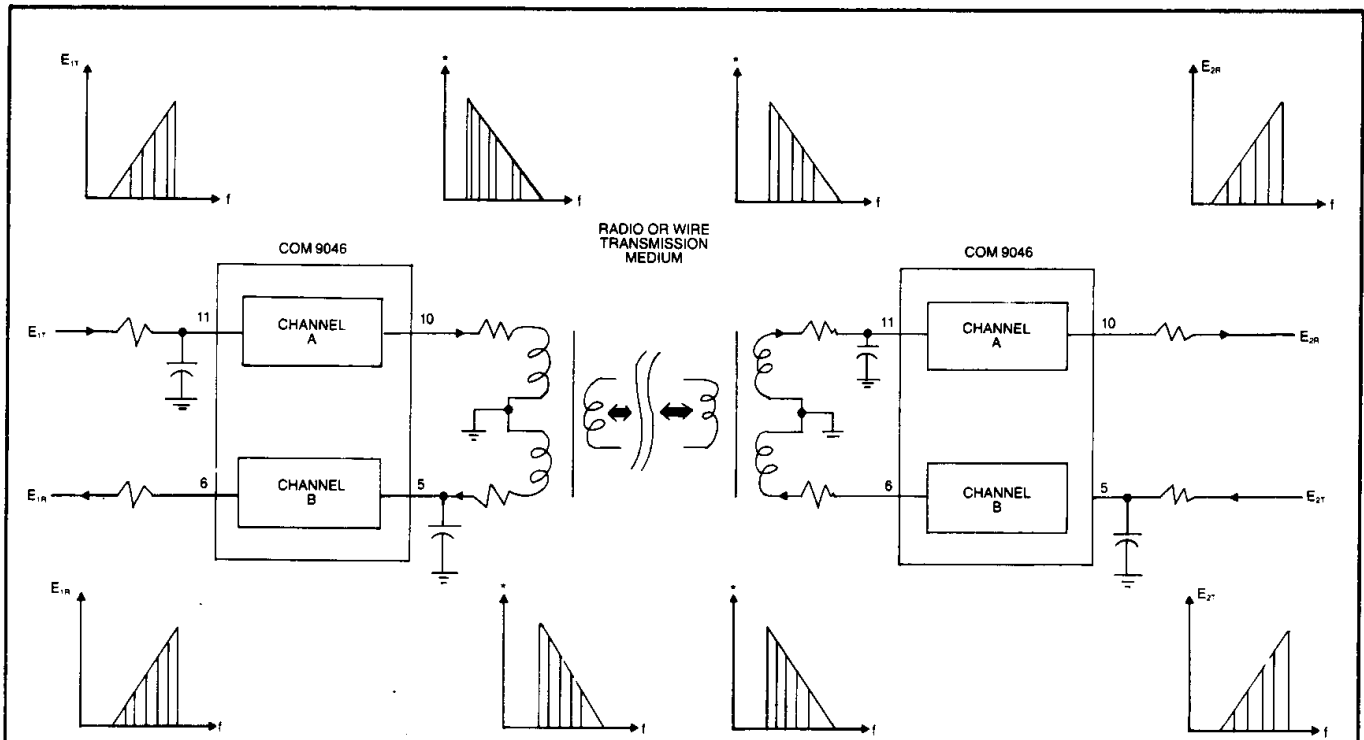 E1T
*
*
E2R
f
f
f
f
RADIO OR WIRE
TRANSMISSION
MEDIUM
COM 9046
COM 9046
E1T
11
CHANNEL
A
10
11
CHANNEL
A
10
E2R
E1R
6
CHANNEL
B
5
6
CHANNEL
B
5
E2T
E1R
*
*
E2T
f
f
f
f